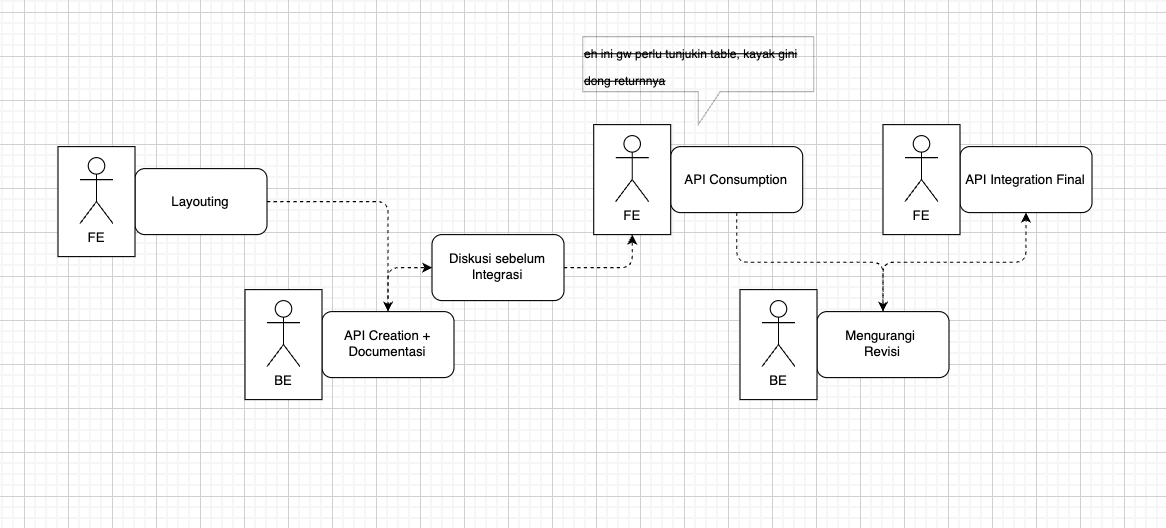 eh ini gw perlu tunjukin table, kayak gini
dong returnnya
FE
Layouting
BE
API Creation +
Documentasi
Diskusi sebelum
Integrasi
FE
API Consumption
BE
Mengurangi
Revisi
FE
API Integration Final